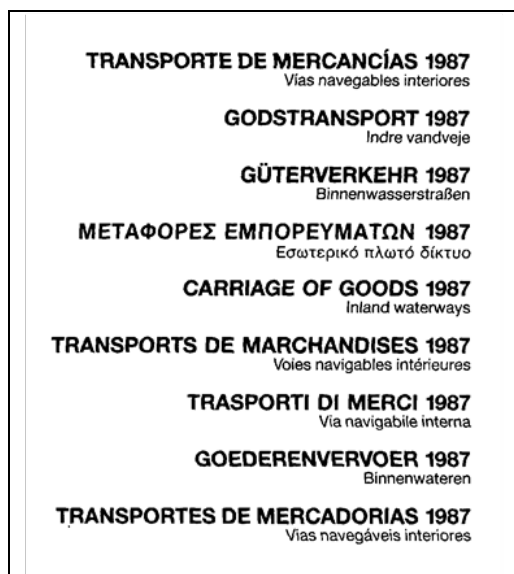 TRANSPORTE DE MERCANCÍAS 1987
Vías navegables interiores
GODSTRANSPORT 1987
Indre vandveje
GÜTERVERKEHR 1987
Binnenwasserstraßen
ΜΕΤΑΦΟΡΕΣ ΕΜΠΟΡΕΥΜΑΤΩΝ 1987
Εσωτερικό πλωτό δίκτυο
CARRIAGE OF GOODS 1987
Inland waterways
TRANSPORTS DE MARCHANDISES 1987
Voies navigables intérieures
TRASPORTI DI MERCI 1987
Via navigabile interna
GOEDERENVERVOER 1987
Binnenwateren
TRANSPORTES DE MERCADORIAS 1987
Vias navegáveis interiores